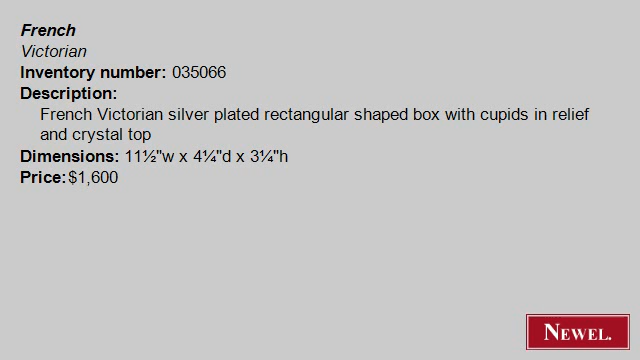 French
Victorian
Inventory number: 035066
Description:
French Victorian silver plated rectangular shaped box with cupids in relief
and crystal top
Dimensions: 11½"w x 4¼"d x 3¼"h
Price:$1,600
NEWEL.